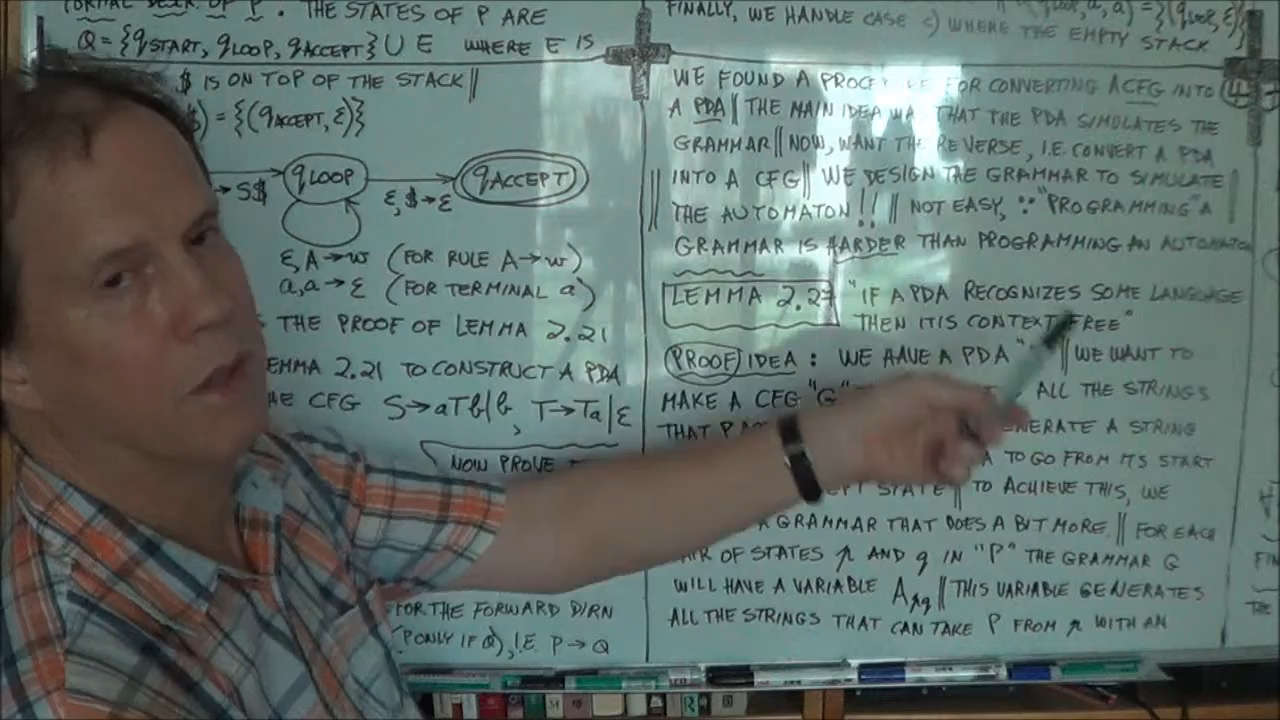 FORMAL DESCR OF P. THE STATES OF P ARE
Q = {qSTART, qLOOP, qACCEPT} ∪ E WHERE E IS
$ IS ON TOP OF THE STACK ||
$) = {(qACCEPT, ε)}
qLOOP
qACCEPT
→ S$
ε, $ → ε
ε, A → w (FOR RULE A → w)
a, a → ε (FOR TERMINAL a)
THE PROOF OF LEMMA 2.21
LEMMA 2.21 TO CONSTRUCT A PDA
CFG S → aTb|b, T → Ta|ε
NOW PROVE
FOR THE FORWARD DIRN
("P ONLY IF Q"), I.E. P → Q
FINALLY, WE HANDLE CASE c) WHERE THE EMPTY STACK
WE FOUND A FOR CONVERTING A CFG INTO
A PDA || THE MAIN IDEA THAT THE PDA SIMULATES THE
GRAMMAR || NOW, WANT THE REVERSE, I.E. CONVERT A PDA
INTO A CFG || WE DESIGN THE GRAMMAR TO SIMULATE
THE AUTOMATON !! || NOT EASY, ∵ "PROGRAMMING" A
GRAMMAR IS HARDER THAN PROGRAMMING AN AUTOMATON
LEMMA 2.27 "IF A PDA RECOGNIZES SOME LANGUAGE
THEN IT IS CONTEXT FREE"
PROOF IDEA : WE HAVE A PDA || WE WANT TO
MAKE A CFG "G" ALL THE STRINGS
THAT P GENERATE A STRING
TO GO FROM ITS START
STATE || TO ACHIEVE THIS, WE
A GRAMMAR THAT DOES A BIT MORE || FOR EACH
PAIR OF STATES p AND q IN "P" THE GRAMMAR G
WILL HAVE A VARIABLE Apq || THIS VARIABLE GENERATES
ALL THE STRINGS THAT CAN TAKE P FROM p WITH AN